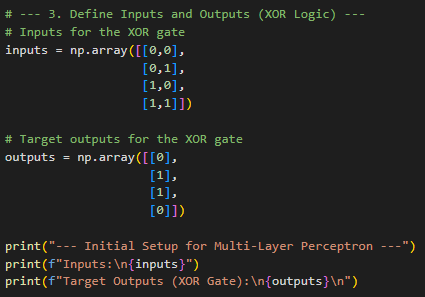 # --- 3. Define Inputs and Outputs (XOR Logic) ---
# Inputs for the XOR gate
inputs = np.array([[0,0],
                   [0,1],
                   [1,0],
                   [1,1]])

# Target outputs for the XOR gate
outputs = np.array([[0],
                    [1],
                    [1],
                    [0]])

print("--- Initial Setup for Multi-Layer Perceptron ---")
print(f"Inputs:\n{inputs}")
print(f"Target Outputs (XOR Gate):\n{outputs}\n")